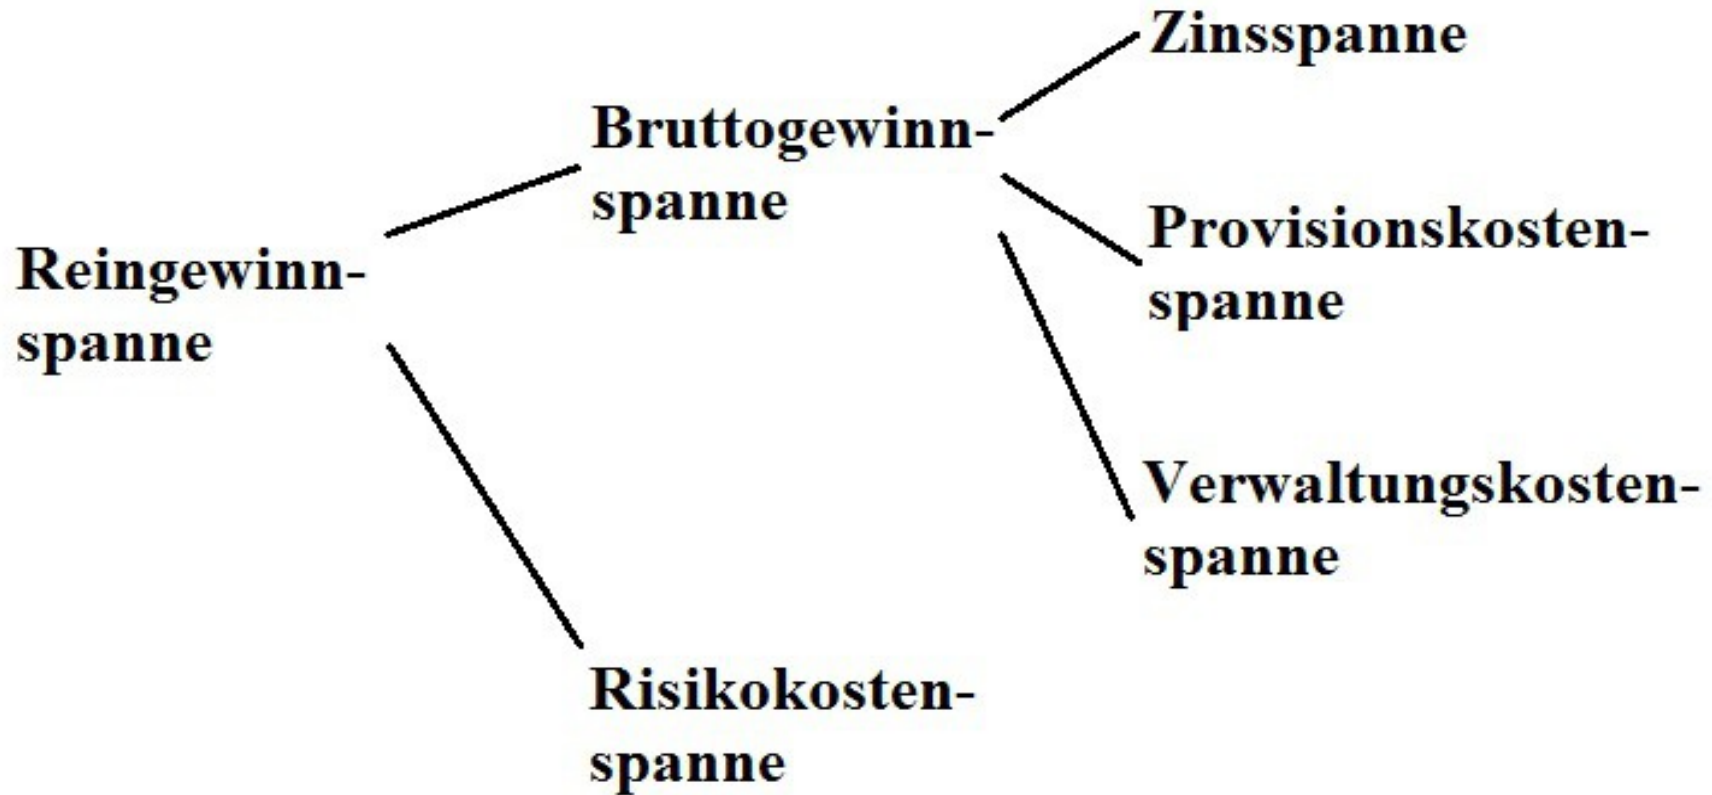 Zinsspanne
Bruttogewinn-
spanne
Provisionskosten-
spanne
Reingewinn-
spanne
Verwaltungskosten-
spanne
Risikokosten-
spanne